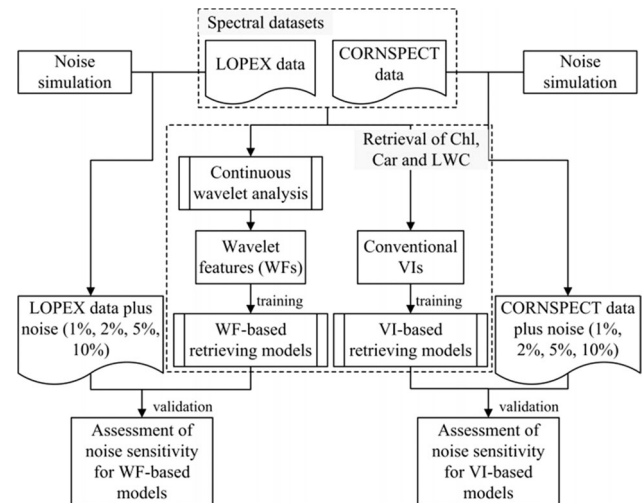 Spectral datasets
Noise
simulation
LOPEX data
CORNSPECT
data
Noise
simulation
Retrieval of Chl,
Car and LWC
Continuous
wavelet analysis
Wavelet
features (WFs)
Conventional
VIs
training
training
LOPEX data plus
noise (1%, 2%, 5%,
10%)
WF-based
retrieving models
VI-based
retrieving models
CORNSPECT data
plus noise (1%,
2%, 5%, 10%)
validation
validation
Assessment of
noise sensitivity
for WF-based
models
Assessment of
noise sensitivity
for VI-based
models